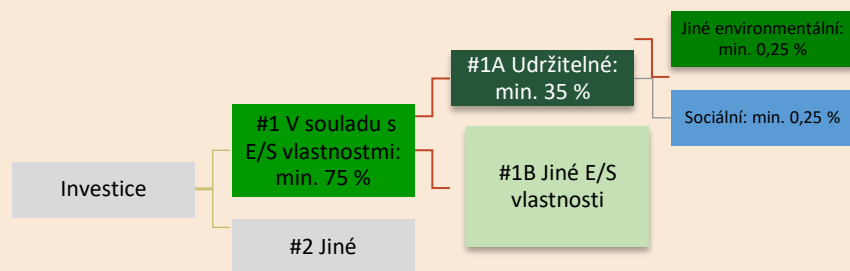 Investice
#1 V souladu s
E/S vlastnostmi:
min. 75 %
#2 Jiné
#1A Udržitelné:
min. 35 %
#1B Jiné E/S
vlastnosti
Jiné environmentální:
min. 0,25 %
Sociální: min. 0,25 %